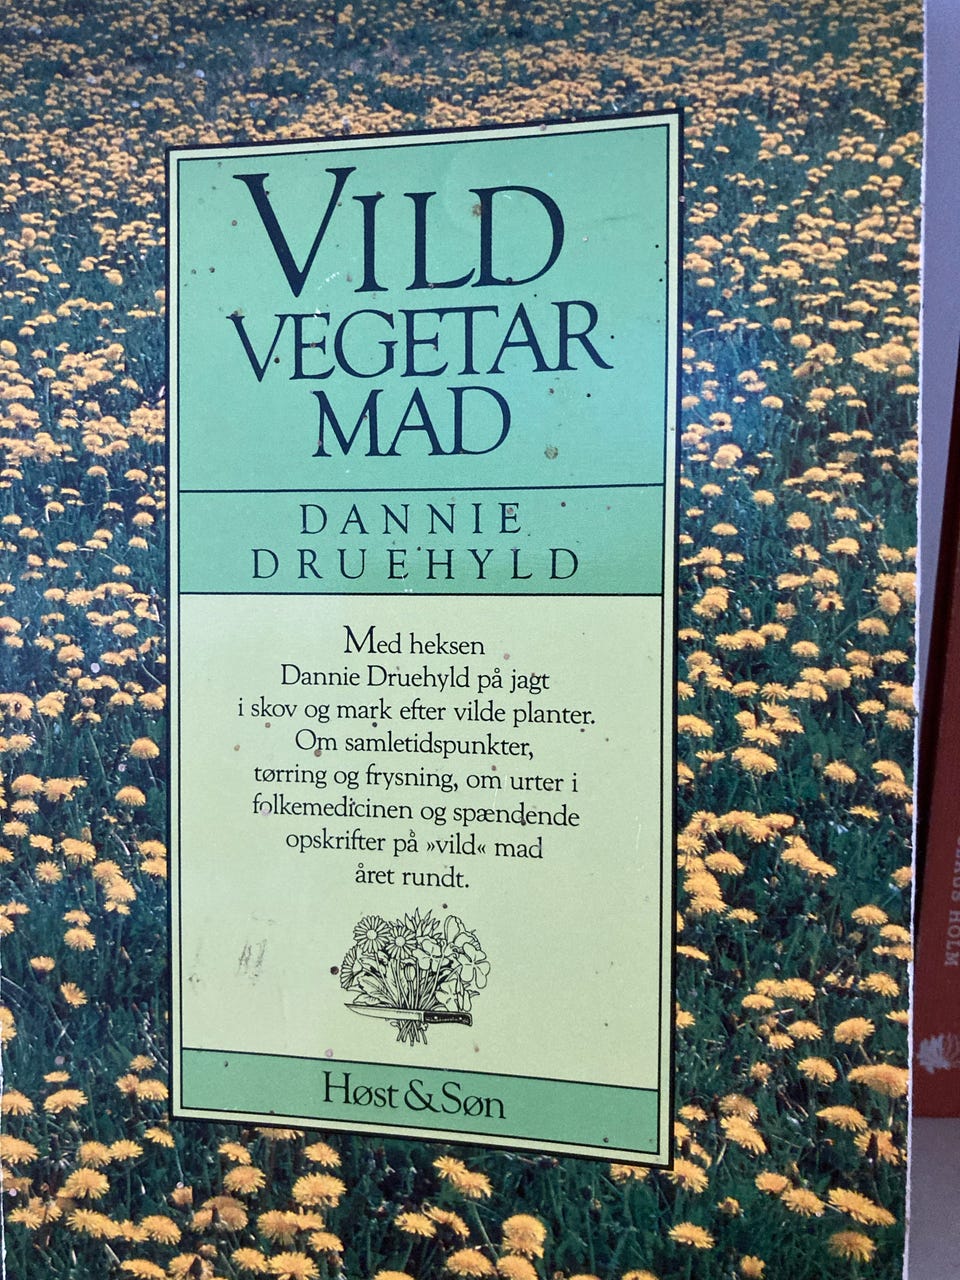 VILD
VEGETAR
MAD
DANNIE
DRUEHYLD
Med heksen
Dannie Druehyld på jagt
i skov og mark efter vilde planter.
Om samletidspunkter,
tørring og frysning, om urter i
folkemedicinen og spændende
opskrifter på »vild« mad
året rundt.
Høst & Søn
HOLM